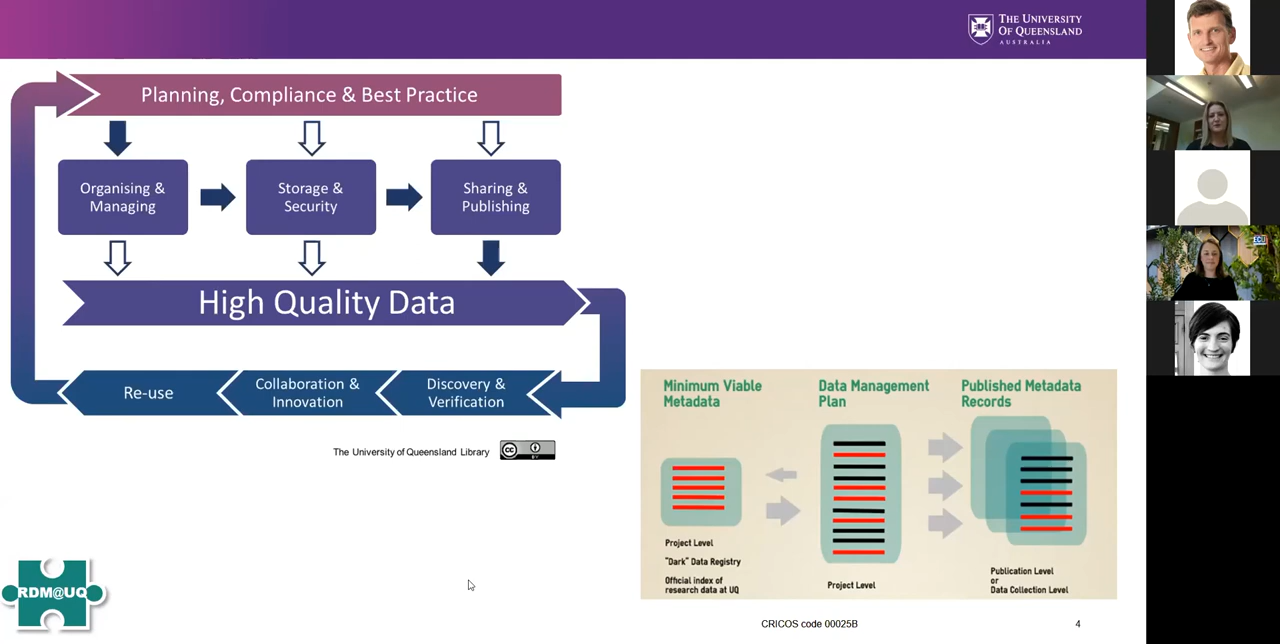 THE UNIVERSITY
OF QUEENSLAND
AUSTRALIA
Planning, Compliance & Best Practice
Organising &
Managing
Storage &
Security
Sharing &
Publishing
High Quality Data
Re-use
Collaboration &
Innovation
Discovery &
Verification
The University of Queensland Library
cc
BY
Minimum Viable
Metadata
Data Management
Plan
Published Metadata
Records
Project Level
"Dark" Data Registry
Official index of
research data at UQ
Project Level
Publication Level
or
Data Collection Level
RDM@UQ
CRICOS code 00025B
4
ECU